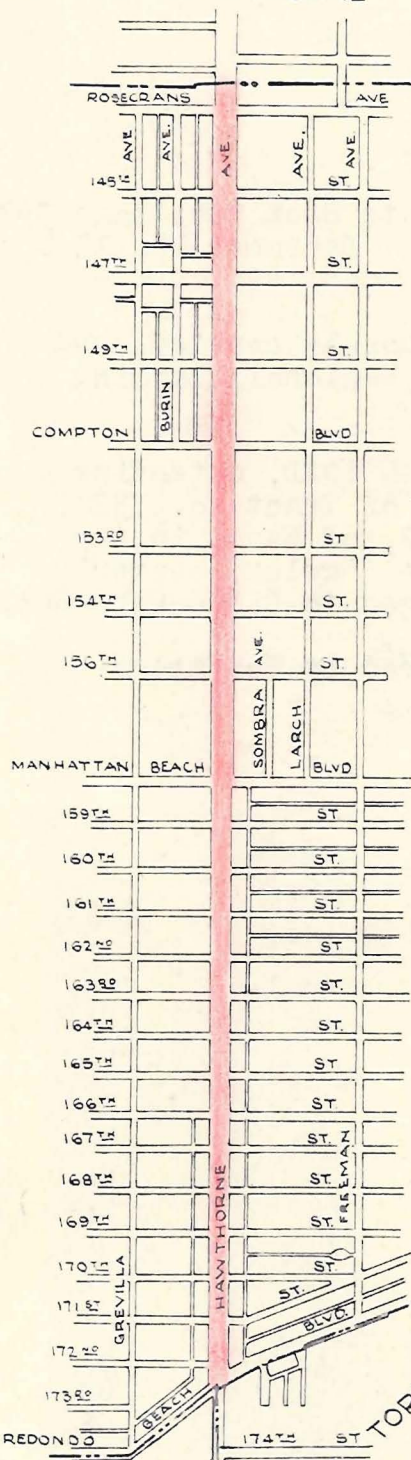 ROSECRANS AVE
AVE AVE. AVE. AVE. AVE.
145TH ST.
147TH ST.
149TH ST.
BURIN
COMPTON BLVD
153RD ST
154TH ST.
156TH ST.
SOMBRA AVE.
LARCH
MANHATTAN BEACH BLVD
159TH ST
160TH ST.
161TH ST.
162ND ST
163RD ST.
164TH ST.
165TH ST.
166TH ST.
167TH ST.
168TH ST.
169TH ST.
170TH ST.
FREEMAN
HAWTHORNE
GREVILLA
171ST ST.
172ND
173RD
REDONDO BEACH BLVD.
174TH ST
TOR